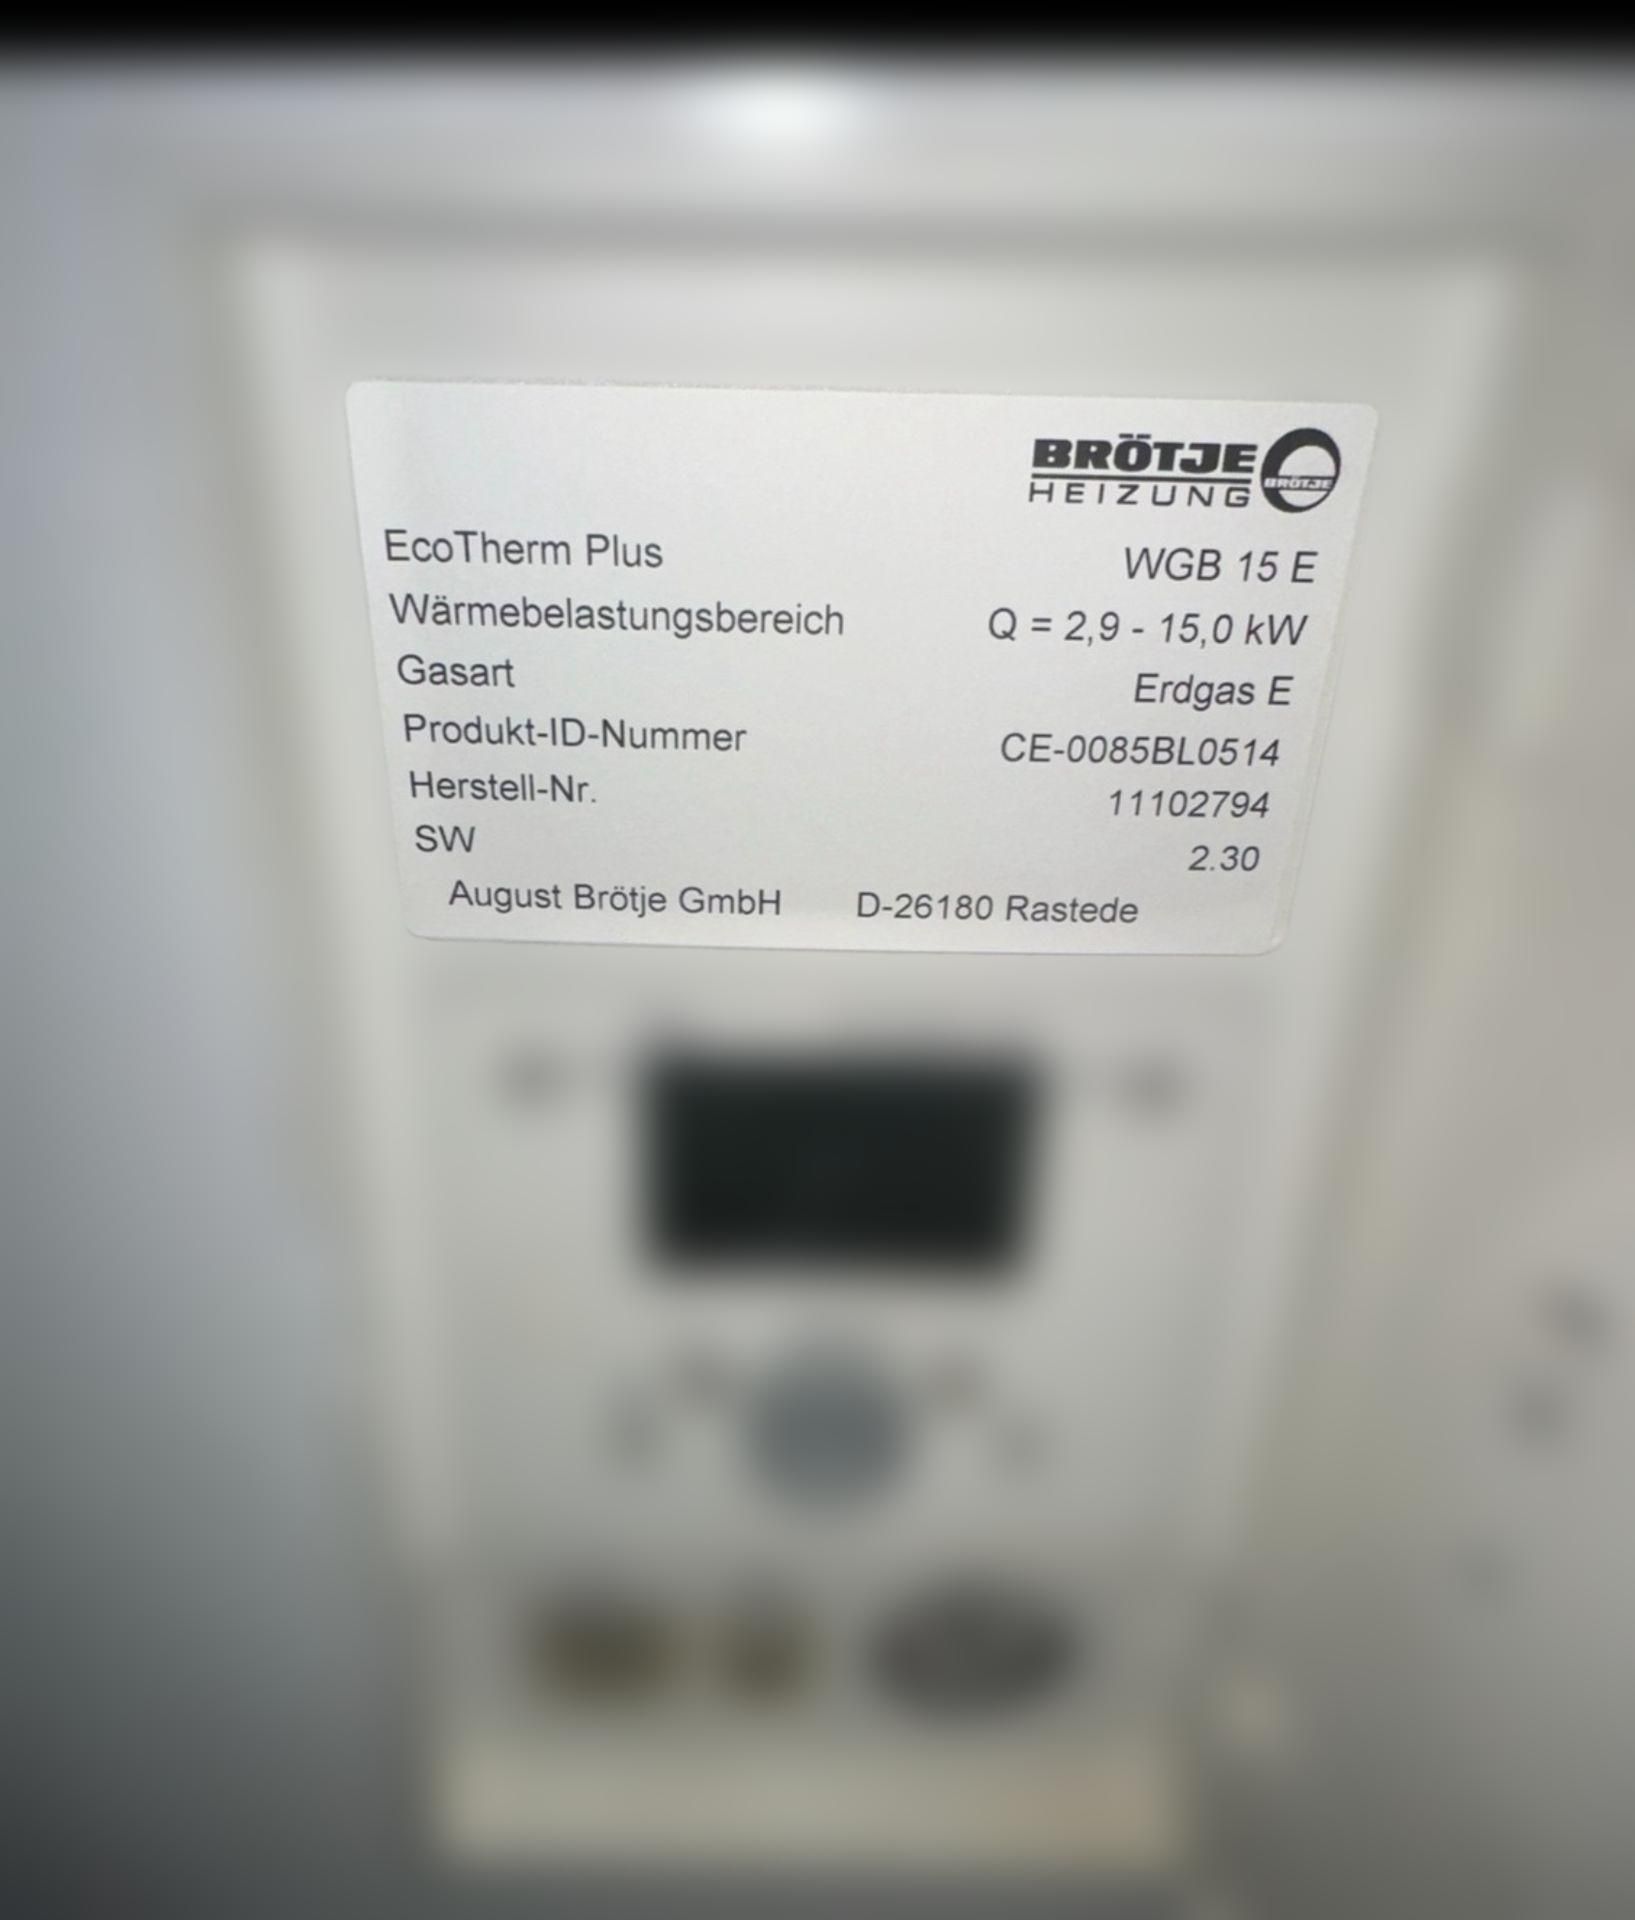 BRÖTJE
HEIZUNG
BRÖTJE
EcoTherm Plus WGB 15 E
Wärmebelastungsbereich Q = 2,9 - 15,0 kW
Gasart Erdgas E
Produkt-ID-Nummer CE-0085BL0514
Herstell-Nr. 11102794
SW 2.30
August Brötje GmbH D-26180 Rastede